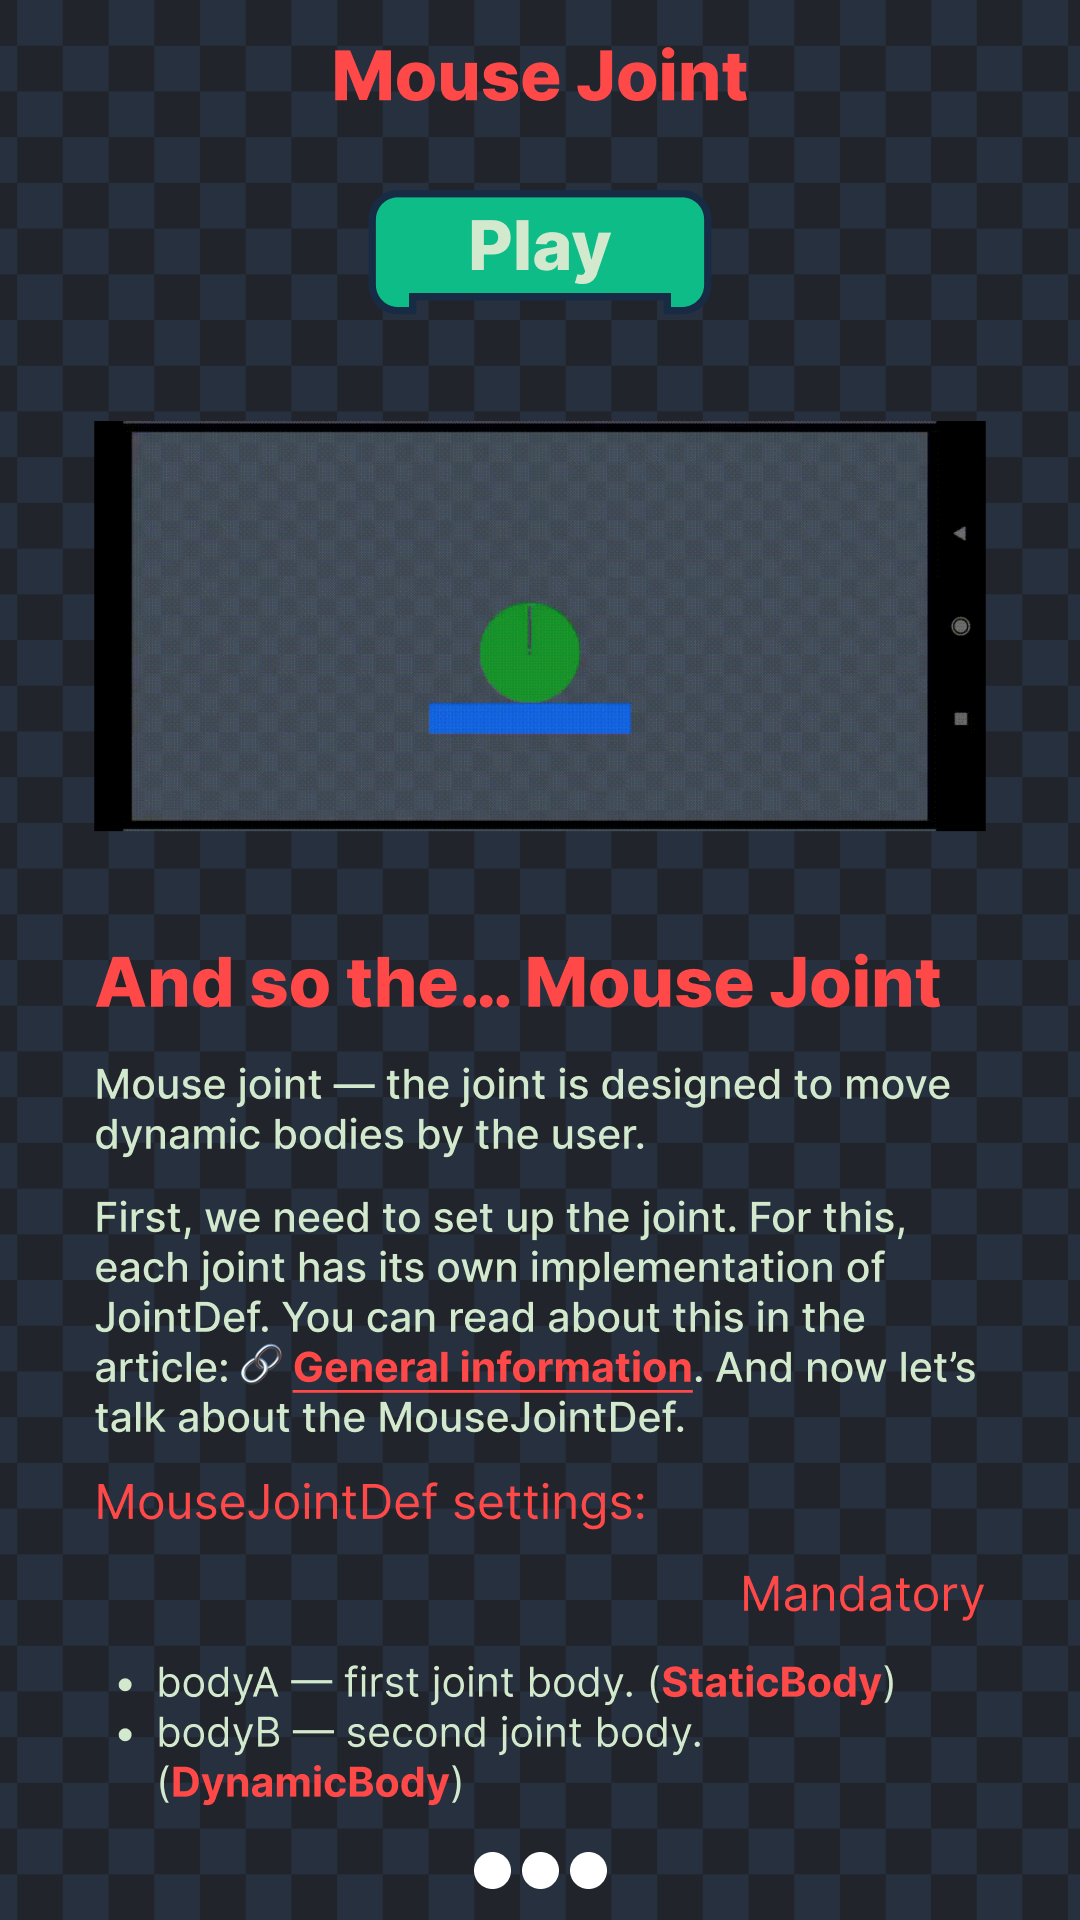 Mouse Joint
Play
And so the... Mouse Joint
Mouse joint — the joint is designed to move
dynamic bodies by the user.
First, we need to set up the joint. For this,
each joint has its own implementation of
JointDef. You can read about this in the
article: 🔗 General information. And now let’s
talk about the MouseJointDef.
MouseJointDef settings:
Mandatory
• bodyA — first joint body. (StaticBody)
• bodyB — second joint body.
(DynamicBody)